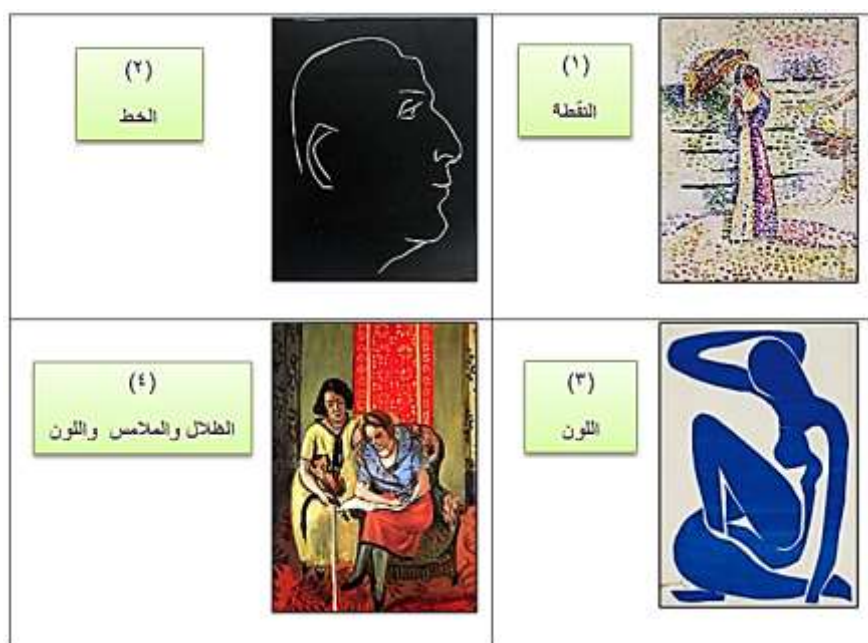 (١)
النقطة
(٢)
الخط
(٣)
اللون
(٤)
الظلال والملامس واللون